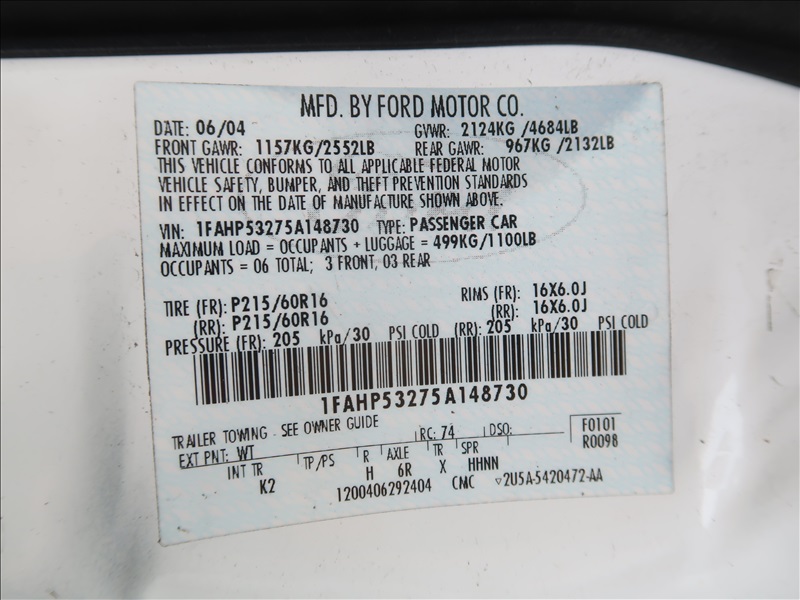 MFD. BY FORD MOTOR CO.
DATE: 06/04 GVWR: 2124KG /4684LB
FRONT GAWR: 1157KG/2552LB REAR GAWR: 967KG /2132LB
THIS VEHICLE CONFORMS TO ALL APPLICABLE FEDERAL MOTOR
VEHICLE SAFETY, BUMPER, AND THEFT PREVENTION STANDARDS
IN EFFECT ON THE DATE OF MANUFACTURE SHOWN ABOVE.
VIN: 1FAHP53275A148730 TYPE: PASSENGER CAR
MAXIMUM LOAD = OCCUPANTS + LUGGAGE = 499KG/1100LB
OCCUPANTS = 06 TOTAL; 3 FRONT, 03 REAR
TIRE (FR): P215/60R16 RIMS (FR): 16X6.0J
(RR): P215/60R16 (RR): 16X6.0J
PRESSURE (FR): 205 kPa/30 PSI COLD (RR): 205 kPa/30 PSI COLD
1FAHP53275A148730
TRAILER TOWING - SEE OWNER GUIDE RC: 74 DSO: F0101
EXT PNT: WT R0098
INT TR TP/PS R AXLE TR SPR
K2 H 6R X HHNN
1200406292404 CMC ▽2U5A-5420472-AA